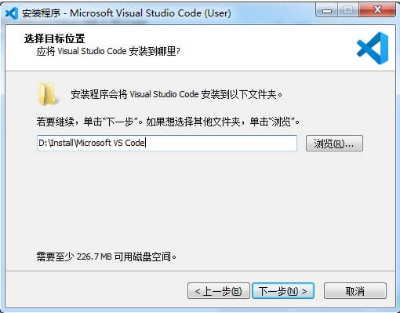 安装程序 - Microsoft Visual Studio Code (User)
选择目标位置
应将 Visual Studio Code 安装到哪里?
安装程序会将 Visual Studio Code 安装到以下文件夹。
若要继续，单击“下一步”。如果想选择其他文件夹，单击“浏览”。
D:\Install\Microsoft VS Code
浏览(R)...
需要至少 226.7 MB 可用磁盘空间。
<上一步(B) 下一步(N) > 取消